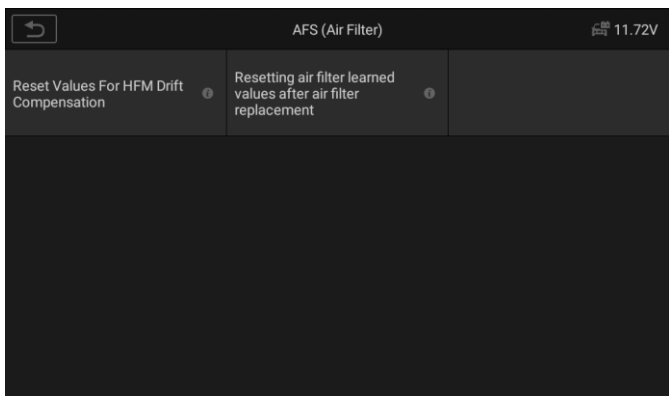 AFS (Air Filter)
11.72V
Reset Values For HFM Drift
Compensation
Resetting air filter learned
values after air filter
replacement